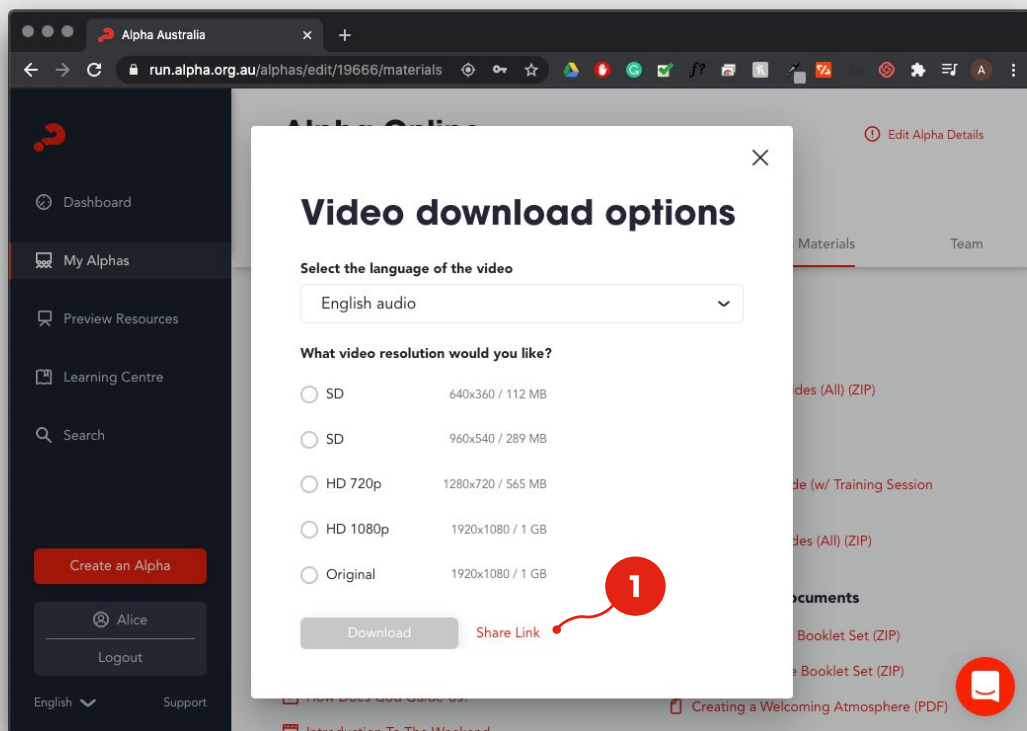 Alpha Australia
run.alpha.org.au/alphas/edit/19666/materials
A
Edit Alpha Details
Dashboard
My Alphas
Preview Resources
Learning Centre
Search
Create an Alpha
Alice
Logout
English
Support
Materials
Team
Video download options
Select the language of the video
English audio
What video resolution would you like?
SD 640x360 / 112 MB
SD 960x540 / 289 MB
HD 720p 1280x720 / 565 MB
HD 1080p 1920x1080 / 1 GB
Original 1920x1080 / 1 GB
1
Download Share Link
(All) (ZIP)
(w/ Training Session
(All) (ZIP)
Booklet Set (ZIP)
Booklet Set (ZIP)
Creating a Welcoming Atmosphere (PDF)
Introduction To The Weekend